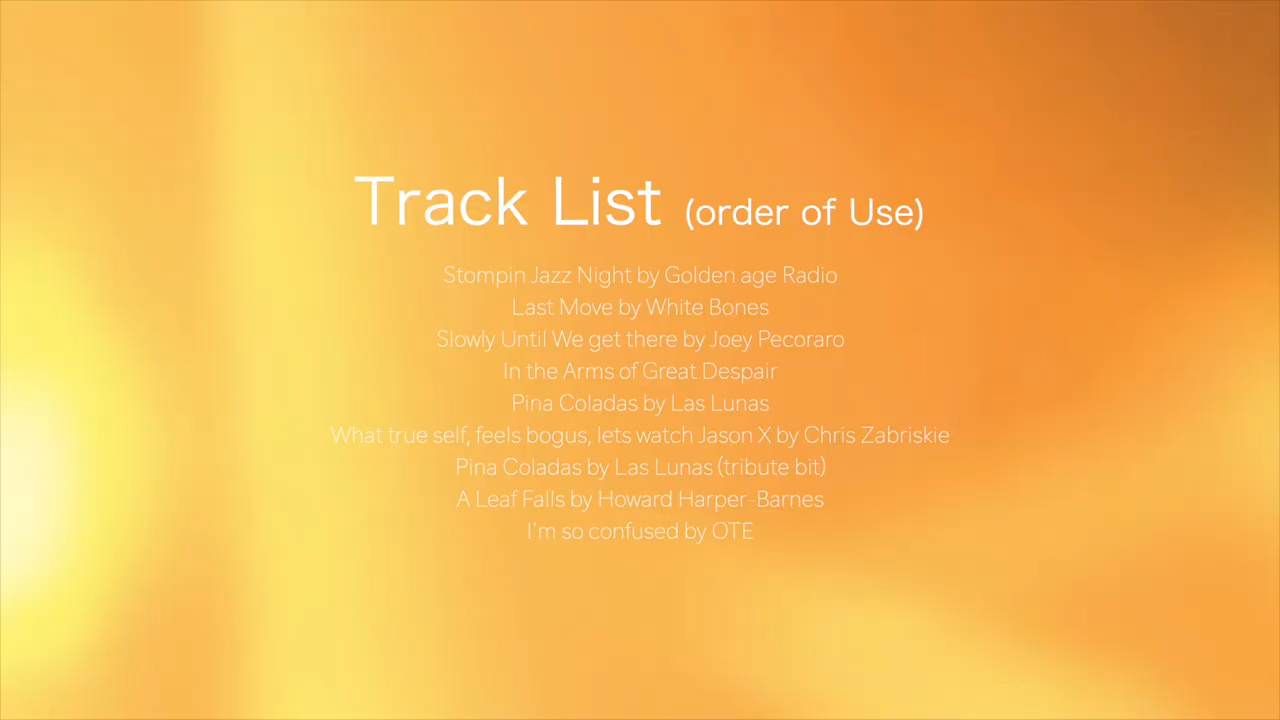 Track List (order of Use)
Stompin Jazz Night by Golden age Radio
Last Move by White Bones
Slowly Until We get there by Joey Pecoraro
In the Arms of Great Despair
Pina Coladas by Las Lunas
What true self, feels bogus, lets watch Jason X by Chris Zabriskie
Pina Coladas by Las Lunas (tribute bit)
A Leaf Falls by Howard Harper-Barnes
I'm so confused by OTE